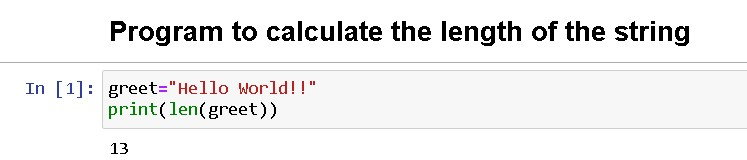 Program to calculate the length of the string
In [1]: greet="Hello World!!"
print(len(greet))
13